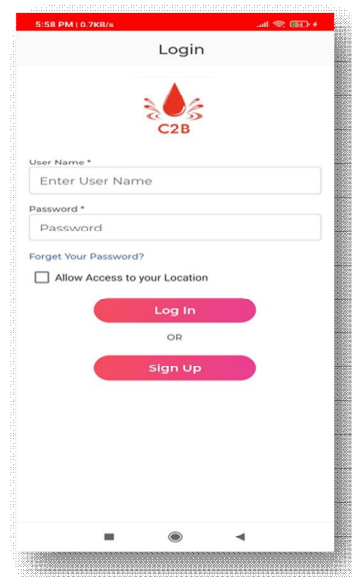 5:58 PM | 0.7KB/s
Login
C2B
User Name *
Enter User Name
Password *
Password
Forget Your Password?
Allow Access to your Location
Log In
OR
Sign Up